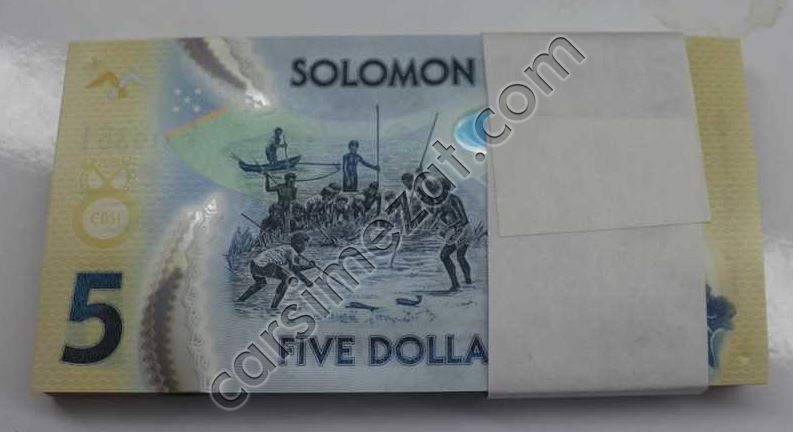 SOLOMON
CBSI
5
FIVE DOLLA
carsimezat.com